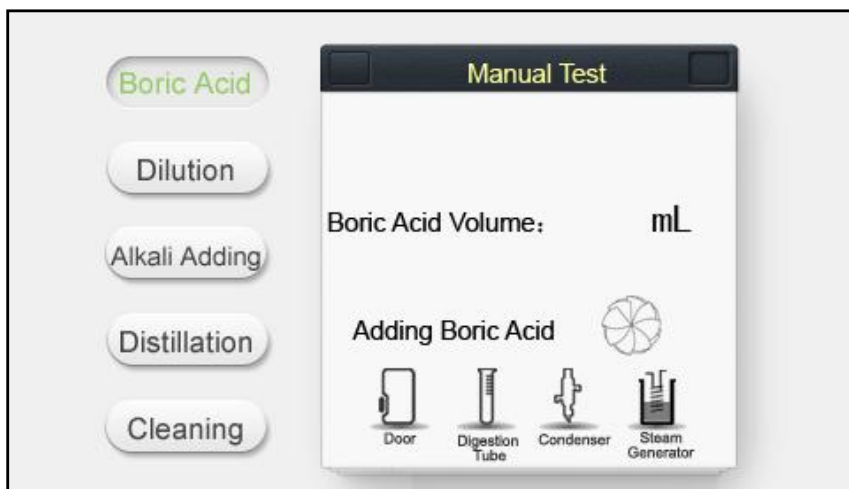 Boric Acid
Dilution
Alkali Adding
Distillation
Cleaning
Manual Test
Boric Acid Volume： mL
Adding Boric Acid
Door
Digestion
Tube
Condenser
Steam
Generator